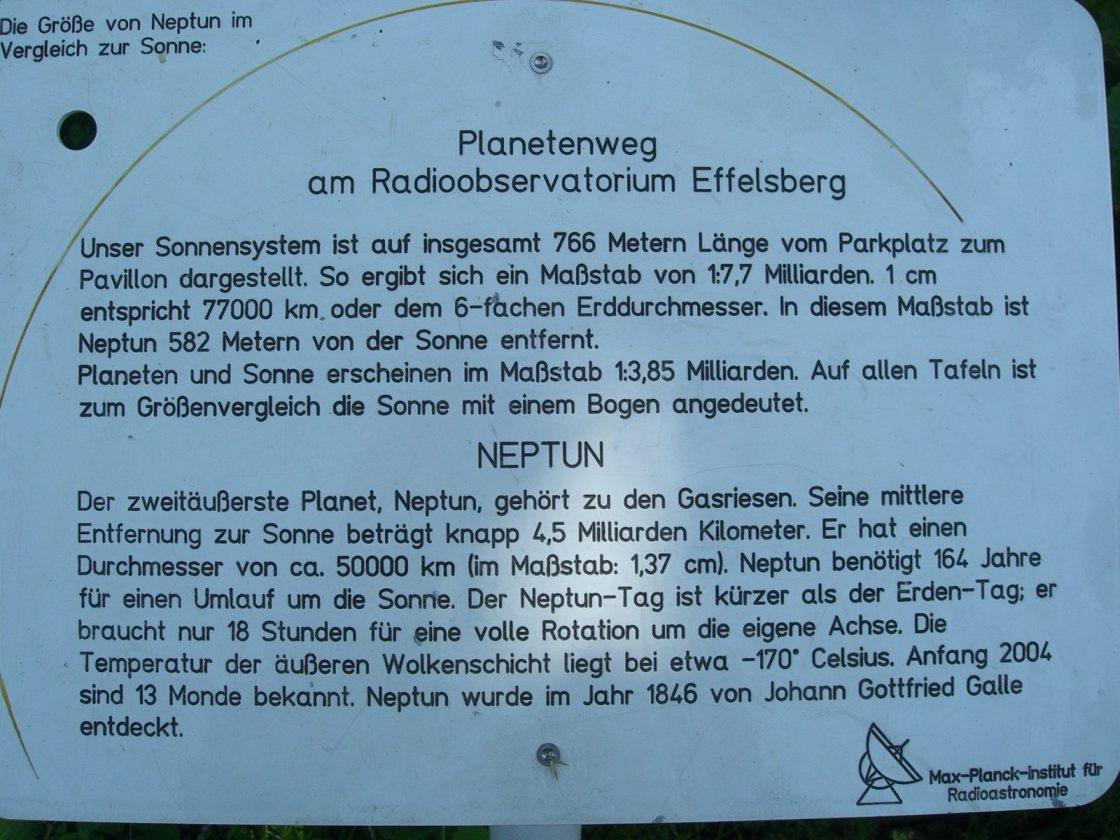 Die Größe von Neptun im
Vergleich zur Sonne:
Planetenweg
am Radioobservatorium Effelsberg
Unser Sonnensystem ist auf insgesamt 766 Metern Länge vom Parkplatz zum
Pavillon dargestellt. So ergibt sich ein Maßstab von 1:7,7 Milliarden. 1 cm
entspricht 77000 km oder dem 6-fachen Erddurchmesser. In diesem Maßstab ist
Neptun 582 Metern von der Sonne entfernt.
Planeten und Sonne erscheinen im Maßstab 1:3,85 Milliarden. Auf allen Tafeln ist
zum Größenvergleich die Sonne mit einem Bogen angedeutet.
NEPTUN
Der zweitäußerste Planet, Neptun, gehört zu den Gasriesen. Seine mittlere
Entfernung zur Sonne beträgt knapp 4,5 Milliarden Kilometer. Er hat einen
Durchmesser von ca. 50000 km (im Maßstab: 1,37 cm). Neptun benötigt 164 Jahre
für einen Umlauf um die Sonne. Der Neptun-Tag ist kürzer als der Erden-Tag; er
braucht nur 18 Stunden für eine volle Rotation um die eigene Achse. Die
Temperatur der äußeren Wolkenschicht liegt bei etwa -170° Celsius. Anfang 2004
sind 13 Monde bekannt. Neptun wurde im Jahr 1846 von Johann Gottfried Galle
entdeckt.
Max-Planck-institut für
Radioastronomie